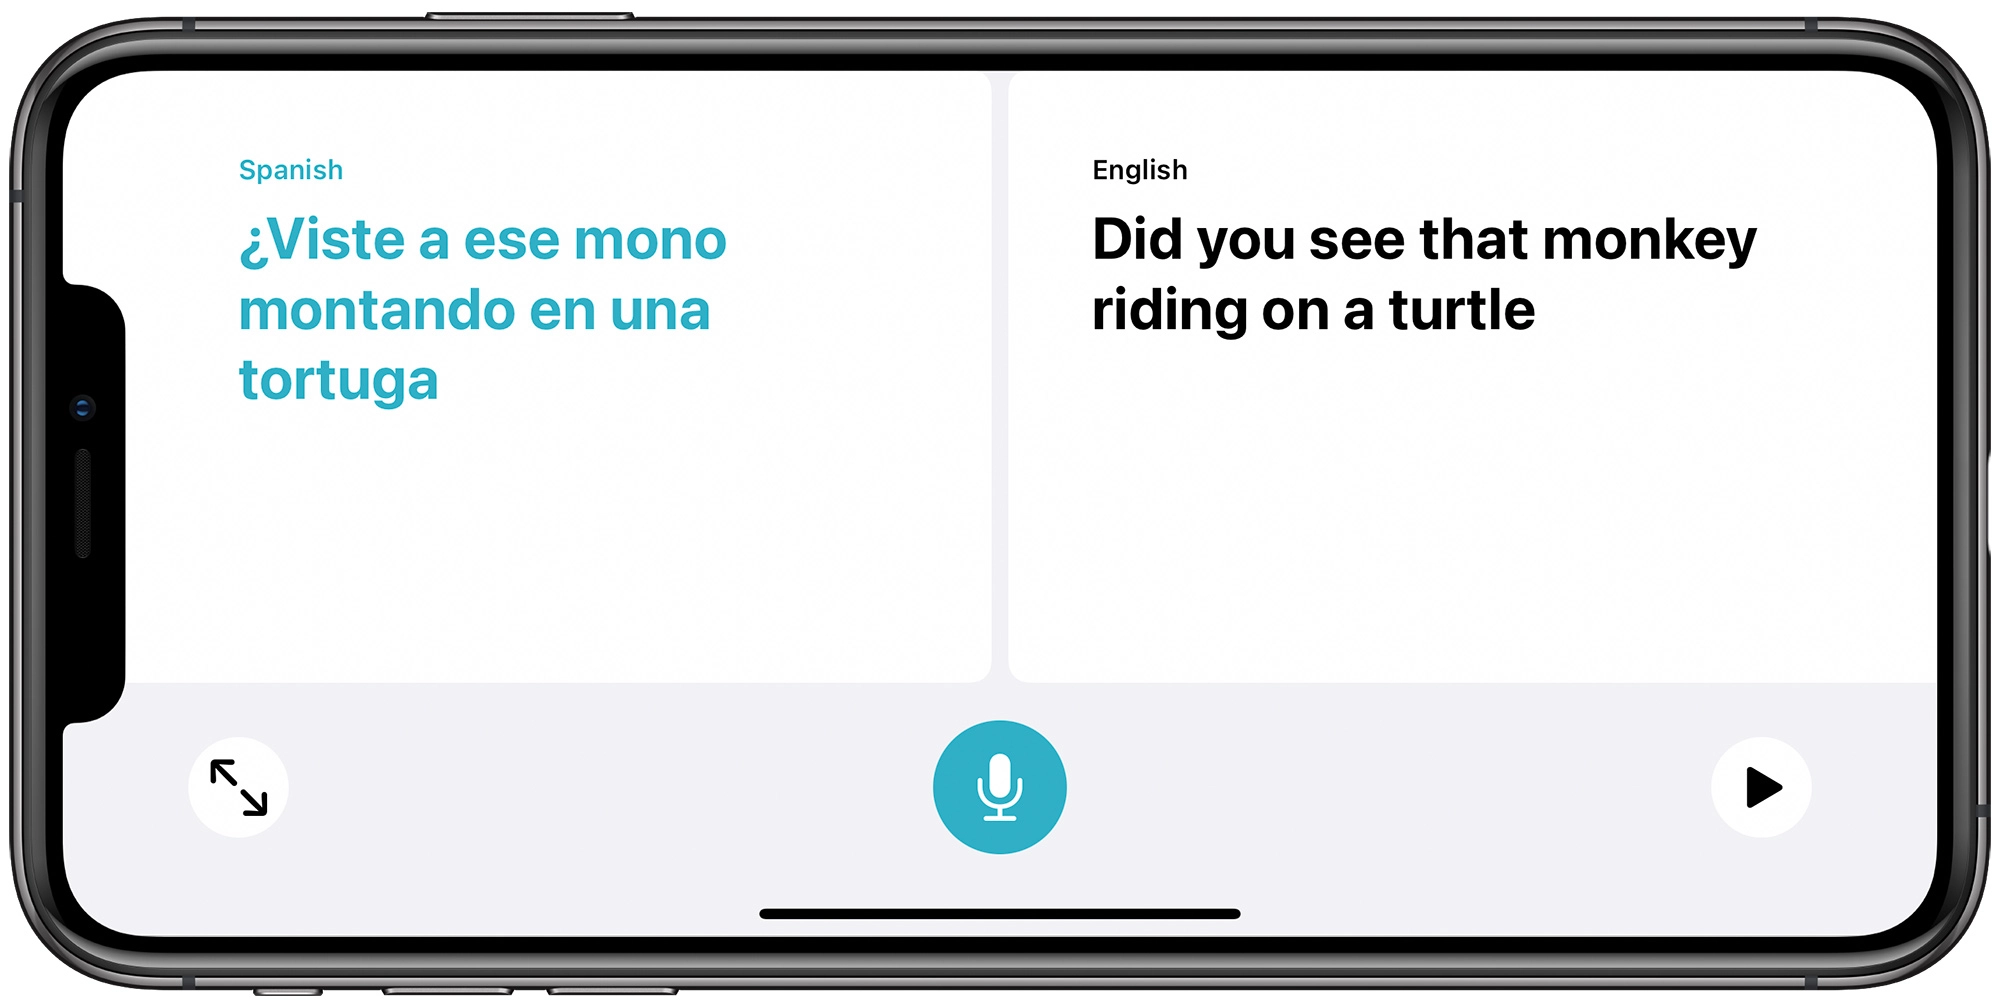 Spanish
¿Viste a ese mono
montando en una
tortuga
English
Did you see that monkey
riding on a turtle